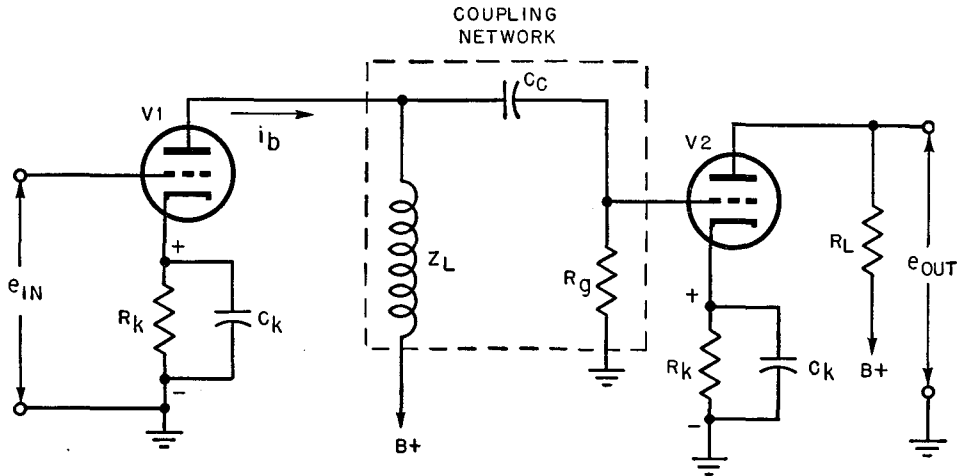 COUPLING
NETWORK
CC
V1
ib
V2
+
ZL
Rg
RL
eIN
eOUT
Rk
Ck
+
Rk
Ck
B+
-
-
B+